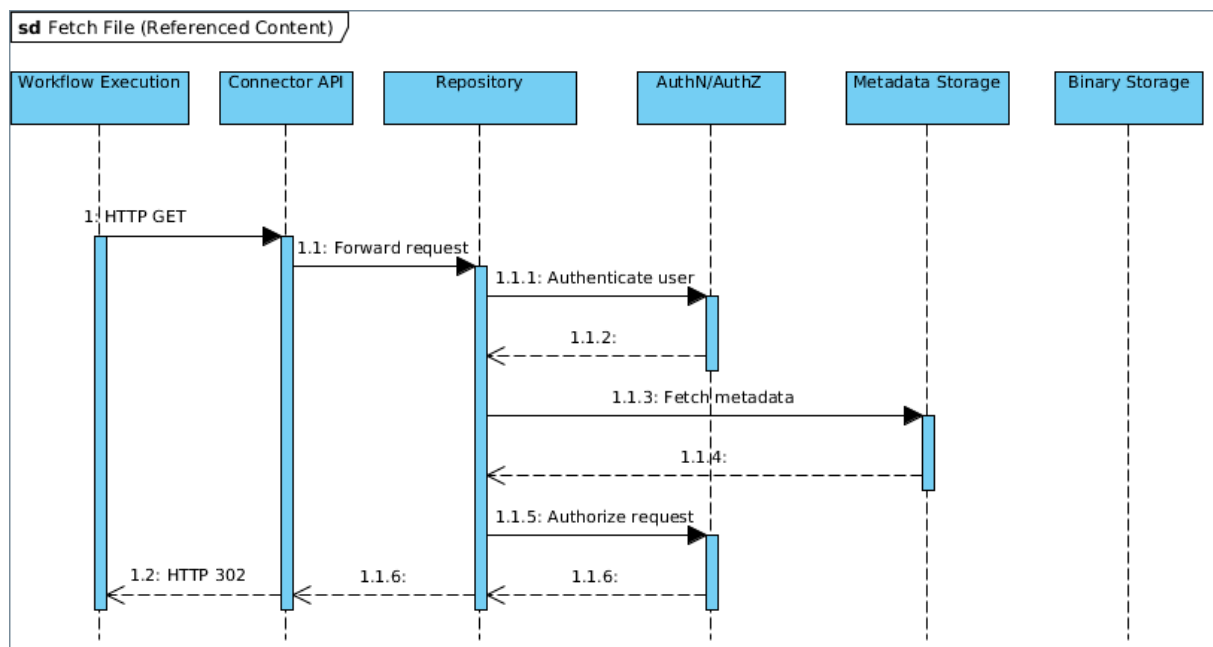 sd Fetch File (Referenced Content)
Workflow Execution
Connector API
Repository
AuthN/AuthZ
Metadata Storage
Binary Storage
1: HTTP GET
1.1: Forward request
1.1.1: Authenticate user
1.1.2:
1.1.3: Fetch metadata
1.1.4:
1.1.5: Authorize request
1.2: HTTP 302
1.1.6:
1.1.6: